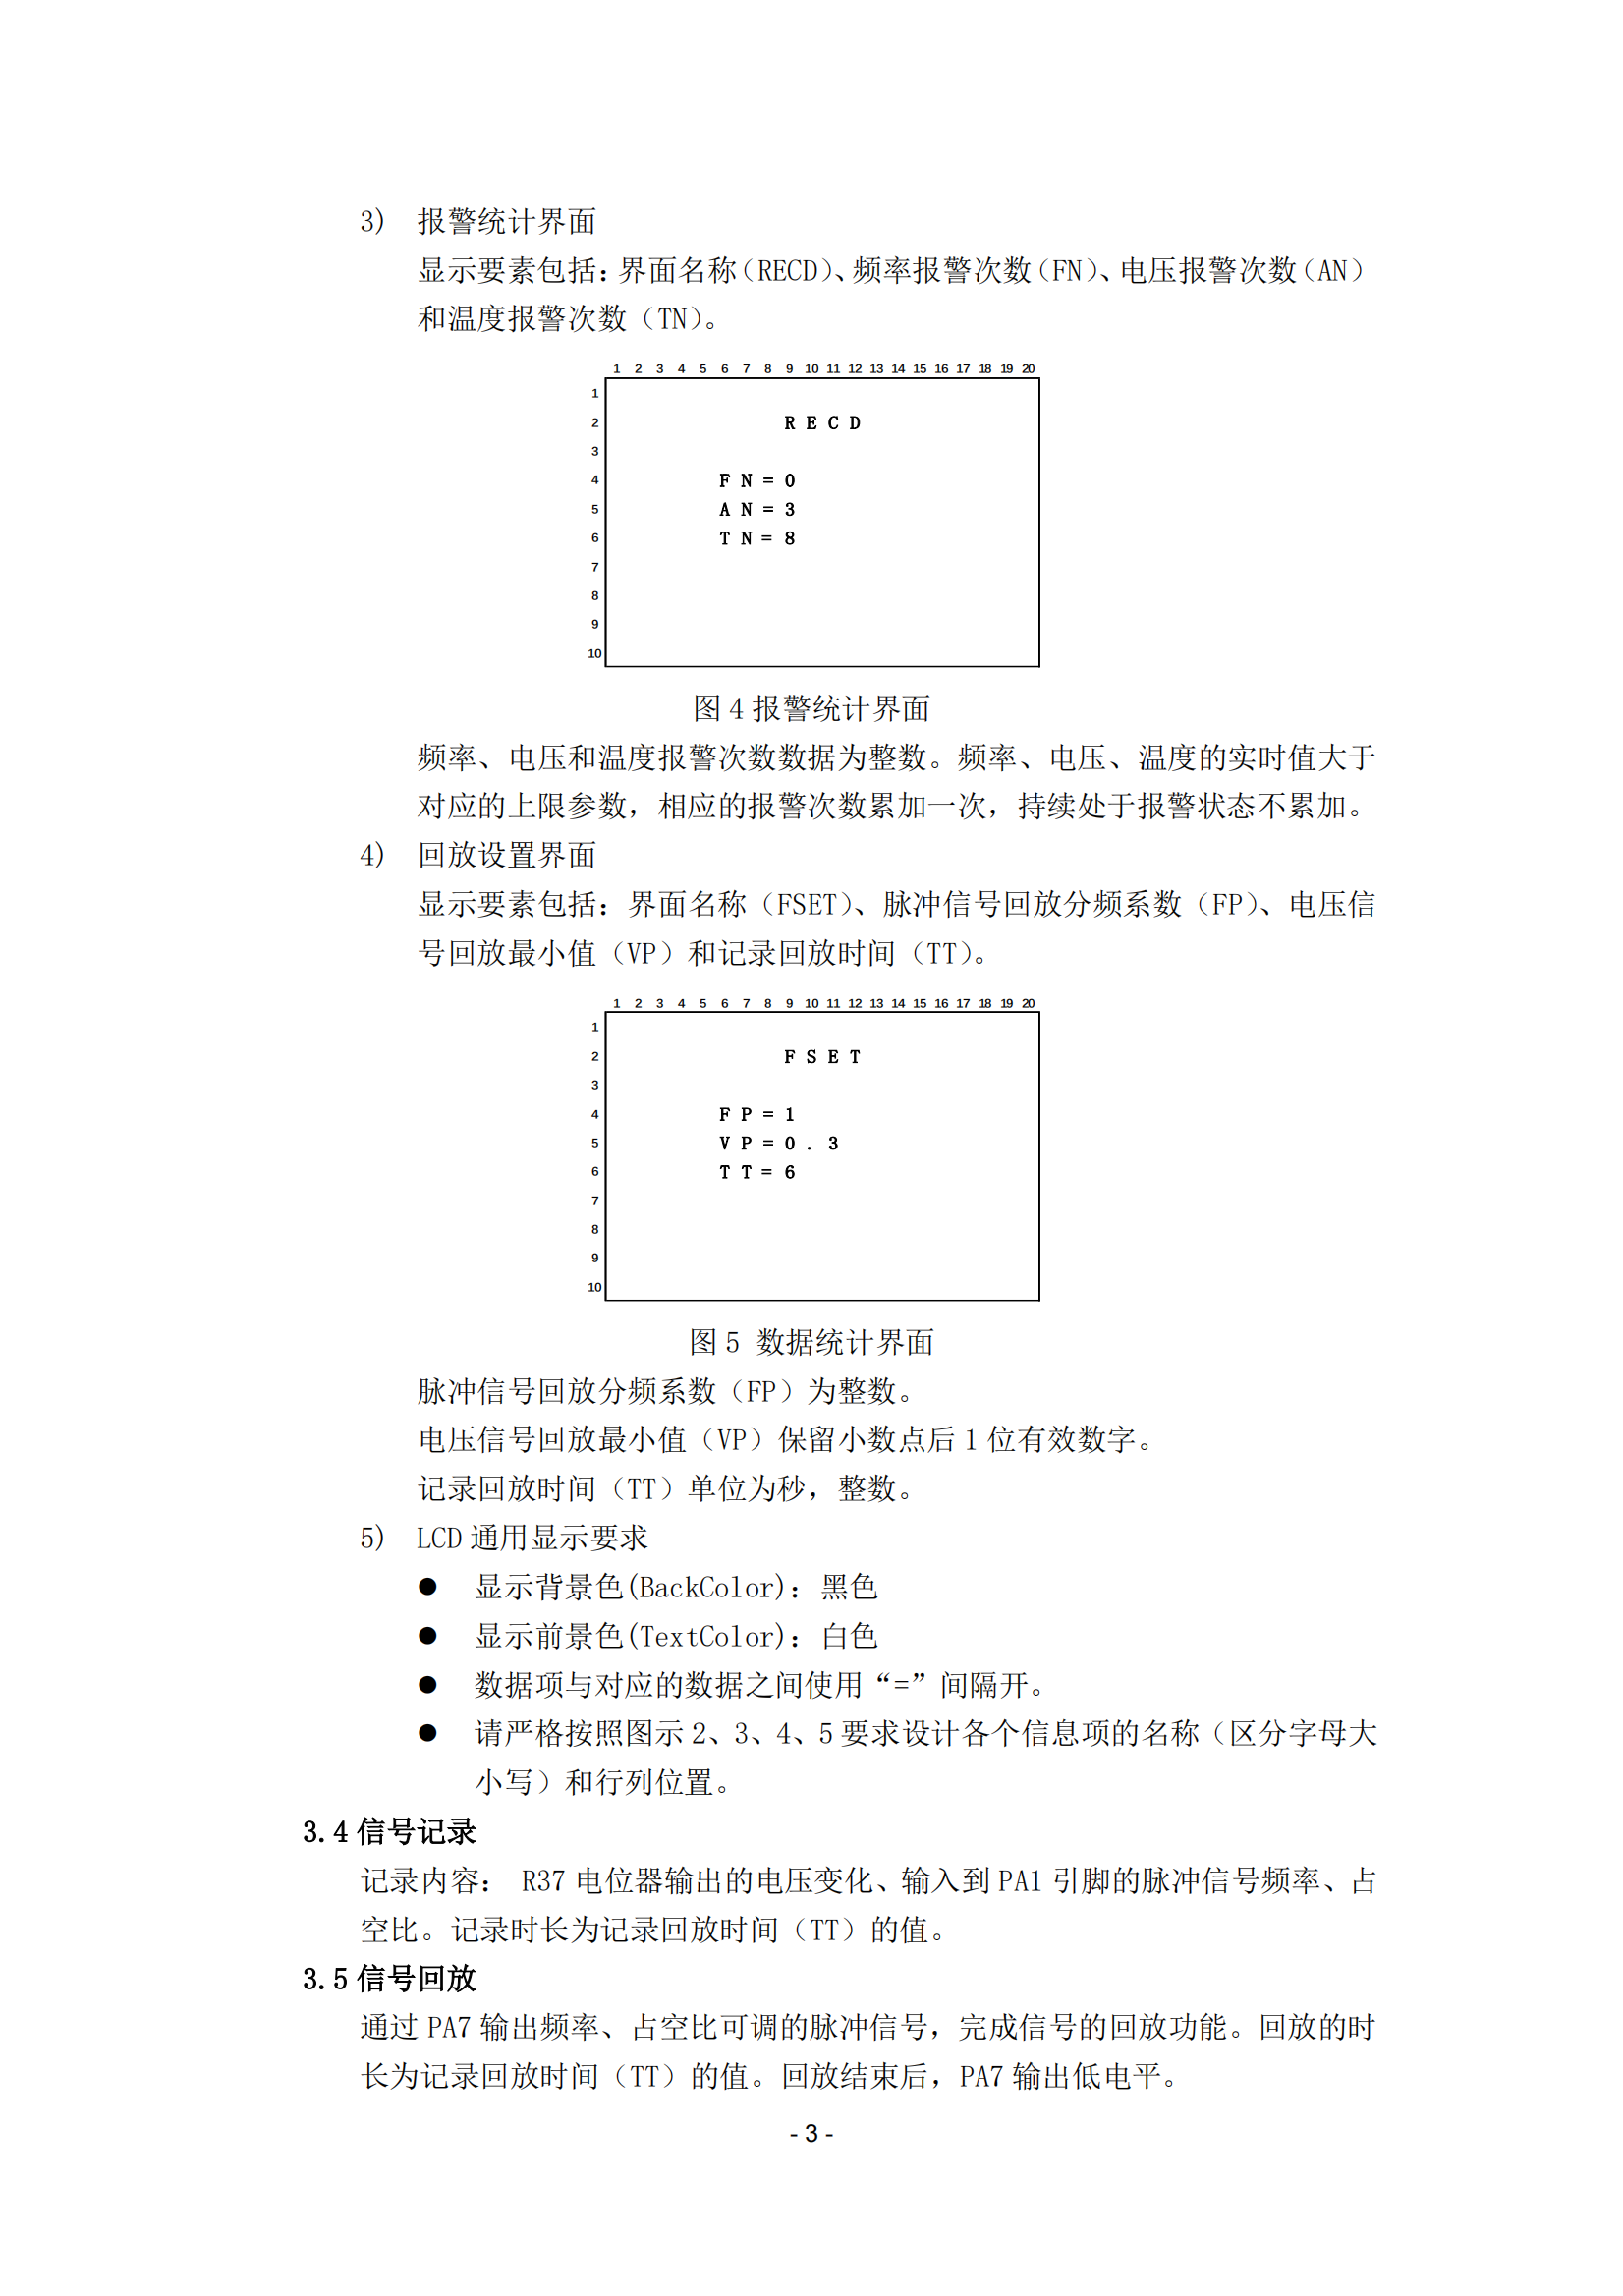 3） 报警统计界面
显示要素包括：界面名称（RECD）、频率报警次数（FN）、电压报警次数（AN）
和温度报警次数（TN）。
1 2 3 4 5 6 7 8 9 10 11 12 13 14 15 16 17 18 19 20
1
2 R E C D
3
4 F N = 0
5 A N = 3
6 T N = 8
7
8
9
10
图 4 报警统计界面
频率、电压和温度报警次数数据为整数。频率、电压、温度的实时值大于
对应的上限参数，相应的报警次数累加一次，持续处于报警状态不累加。
4） 回放设置界面
显示要素包括：界面名称（FSET）、脉冲信号回放分频系数（FP）、电压信
号回放最小值（VP）和记录回放时间（TT）。
1 2 3 4 5 6 7 8 9 10 11 12 13 14 15 16 17 18 19 20
1
2 F S E T
3
4 F P = 1
5 V P = 0 . 3
6 T T = 6
7
8
9
10
图 5 数据统计界面
脉冲信号回放分频系数（FP）为整数。
电压信号回放最小值（VP）保留小数点后 1 位有效数字。
记录回放时间（TT）单位为秒，整数。
5） LCD 通用显示要求
● 显示背景色(BackColor)：黑色
● 显示前景色(TextColor)：白色
● 数据项与对应的数据之间使用“=”间隔开。
● 请严格按照图示 2、3、4、5 要求设计各个信息项的名称（区分字母大
小写）和行列位置。
3.4 信号记录
记录内容： R37 电位器输出的电压变化、输入到 PA1 引脚的脉冲信号频率、占
空比。记录时长为记录回放时间（TT）的值。
3.5 信号回放
通过 PA7 输出频率、占空比可调的脉冲信号，完成信号的回放功能。回放的时
长为记录回放时间（TT）的值。回放结束后，PA7 输出低电平。
- 3 -